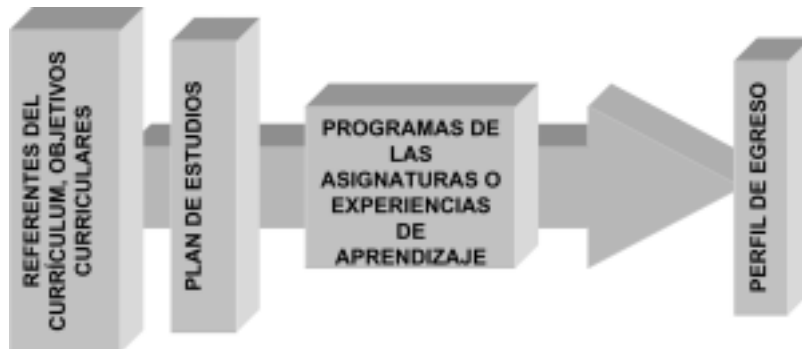 REFERENTES DEL
CURRÍCULUM, OBJETIVOS
CURRICULARES
PLAN DE ESTUDIOS
PROGRAMAS DE
LAS
ASIGNATURAS O
EXPERIENCIAS
DE
APRENDIZAJE
PERFIL DE EGRESO